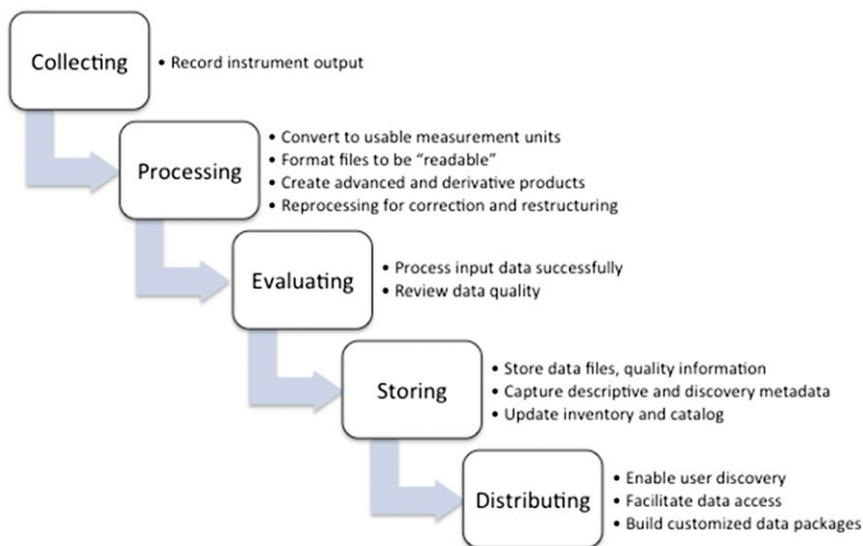 Collecting
• Record instrument output
Processing
• Convert to usable measurement units
• Format files to be “readable”
• Create advanced and derivative products
• Reprocessing for correction and restructuring
Evaluating
• Process input data successfully
• Review data quality
Storing
• Store data files, quality information
• Capture descriptive and discovery metadata
• Update inventory and catalog
Distributing
• Enable user discovery
• Facilitate data access
• Build customized data packages